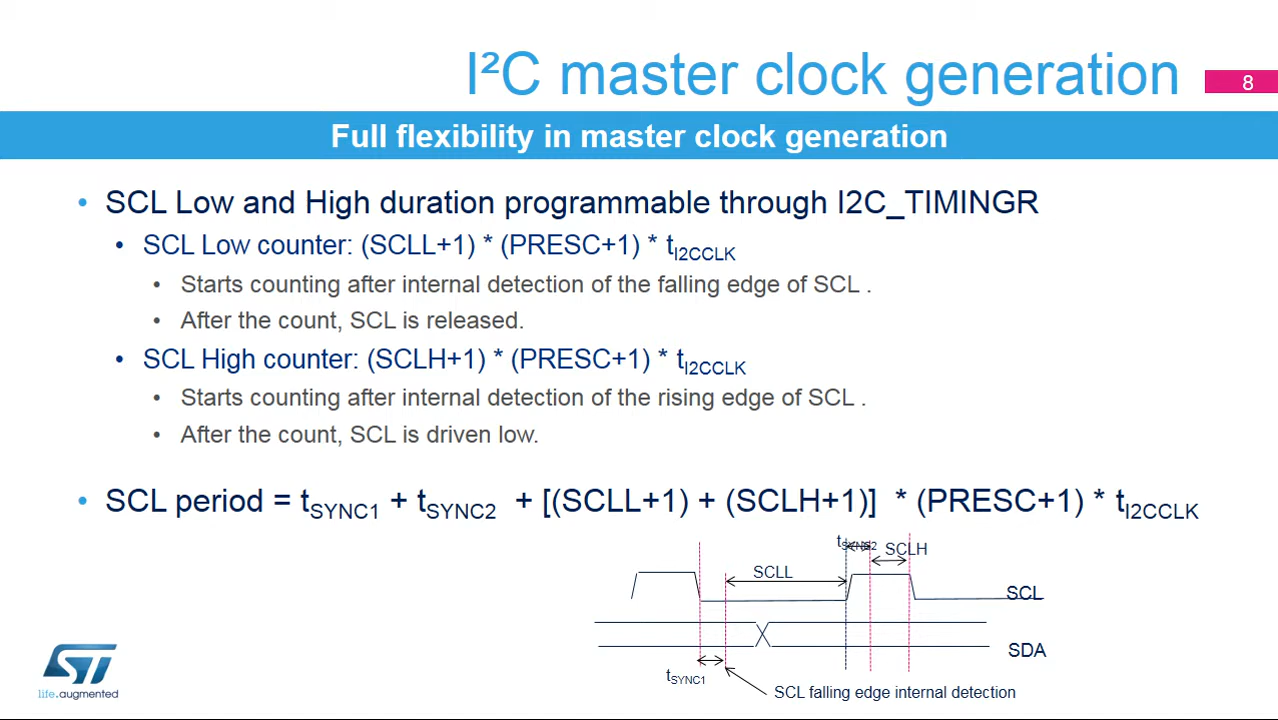 I²C master clock generation
8
Full flexibility in master clock generation
• SCL Low and High duration programmable through I2C_TIMINGR
• SCL Low counter: (SCLL+1) * (PRESC+1) * tI2CCLK
• Starts counting after internal detection of the falling edge of SCL .
• After the count, SCL is released.
• SCL High counter: (SCLH+1) * (PRESC+1) * tI2CCLK
• Starts counting after internal detection of the rising edge of SCL .
• After the count, SCL is driven low.
• SCL period = tSYNC1 + tSYNC2 + [(SCLL+1) + (SCLH+1)] * (PRESC+1) * tI2CCLK
tSYNC2
SCLH
SCLL
SCL
SDA
tSYNC1
SCL falling edge internal detection
ST
life.augmented